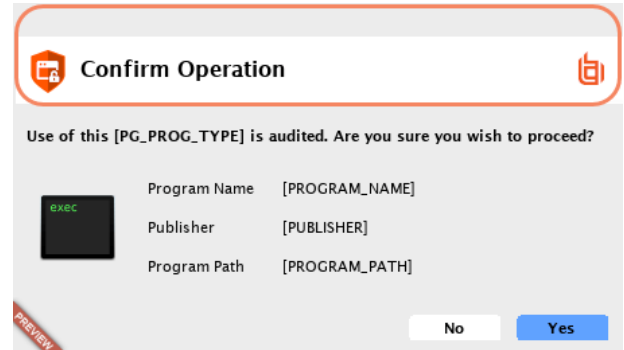 Confirm Operation
Use of this [PG_PROG_TYPE] is audited. Are you sure you wish to proceed?
exec
Program Name [PROGRAM_NAME]
Publisher [PUBLISHER]
Program Path [PROGRAM_PATH]
No Yes
PREVIEW